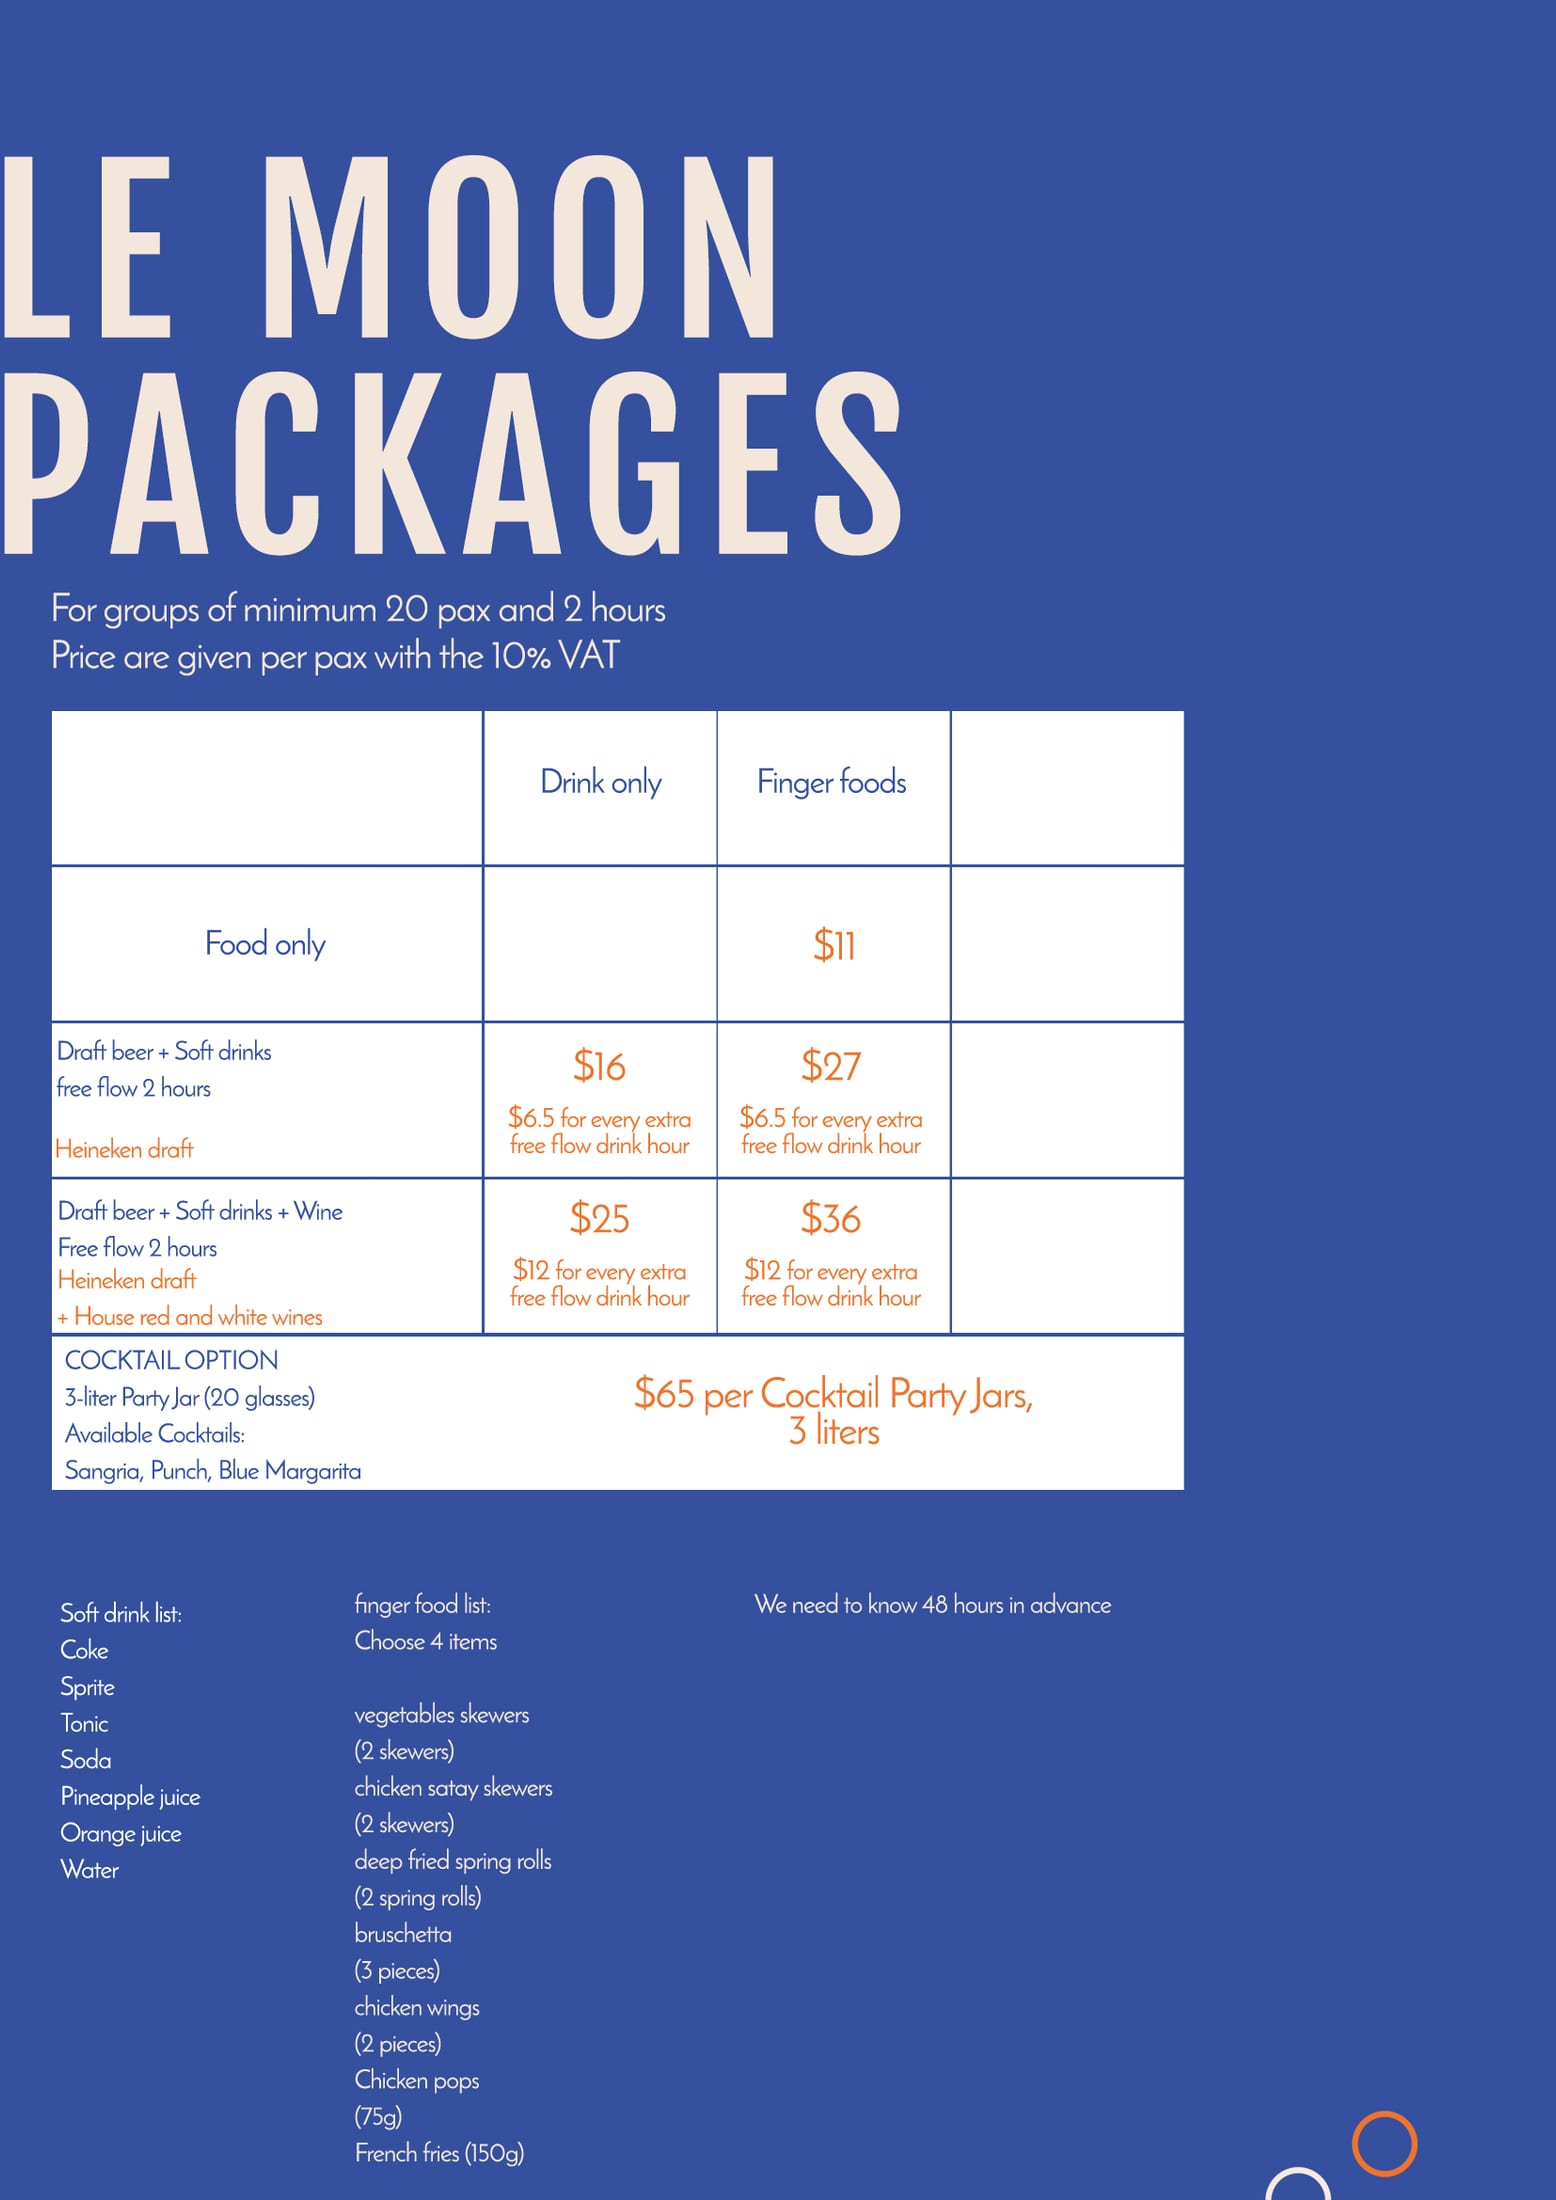 LE MOON
PACKAGES
For groups of minimum 20 pax and 2 hours
Price are given per pax with the 10% VAT
Drink only
Finger foods
Food only
$11
Draft beer + Soft drinks
free flow 2 hours
Heineken draft
$16
$6.5 for every extra
free flow drink hour
$27
$6.5 for every extra
free flow drink hour
Draft beer + Soft drinks + Wine
Free flow 2 hours
Heineken draft
+ House red and white wines
$25
$12 for every extra
free flow drink hour
$36
$12 for every extra
free flow drink hour
COCKTAIL OPTION
3-liter Party Jar (20 glasses)
Available Cocktails:
Sangria, Punch, Blue Margarita
$65 per Cocktail Party Jars,
3 liters
Soft drink list:
Coke
Sprite
Tonic
Soda
Pineapple juice
Orange juice
Water
finger food list:
Choose 4 items
vegetables skewers
(2 skewers)
chicken satay skewers
(2 skewers)
deep fried spring rolls
(2 spring rolls)
bruschetta
(3 pieces)
chicken wings
(2 pieces)
Chicken pops
(75g)
French fries (150g)
We need to know 48 hours in advance